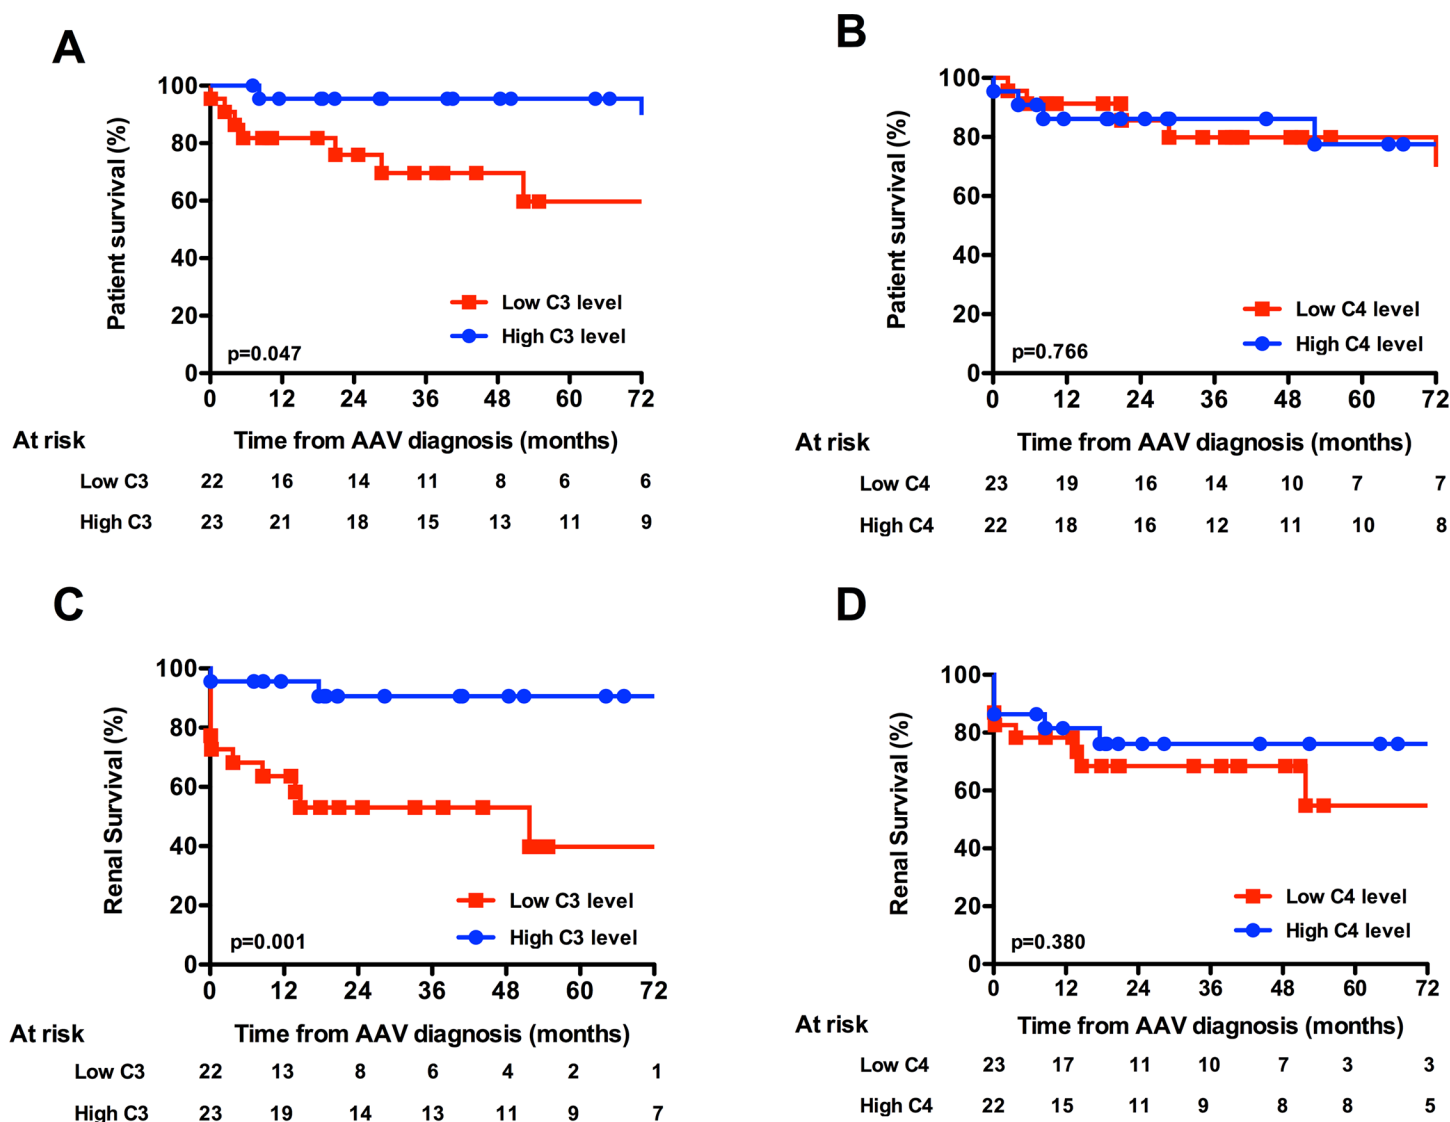 A
100
80
60
40
20
0
Patient survival (%)
Low C3 level
High C3 level
p=0.047
0 12 24 36 48 60 72
At risk Time from AAV diagnosis (months)
Low C3 22 16 14 11 8 6 6
High C3 23 21 18 15 13 11 9
B
100
80
60
40
20
0
Patient survival (%)
Low C4 level
High C4 level
p=0.766
0 12 24 36 48 60 72
At risk Time from AAV diagnosis (months)
Low C4 23 19 16 14 10 7 7
High C4 22 18 16 12 11 10 8
C
100
80
60
40
20
0
Renal Survival (%)
Low C3 level
High C3 level
p=0.001
0 12 24 36 48 60 72
At risk Time from AAV diagnosis (months)
Low C3 22 13 8 6 4 2 1
High C3 23 19 14 13 11 9 7
D
100
80
60
40
20
0
Renal Survival (%)
Low C4 level
High C4 level
p=0.380
0 12 24 36 48 60 72
At risk Time from AAV diagnosis (months)
Low C4 23 17 11 10 7 3 3
High C4 22 15 11 9 8 8 5